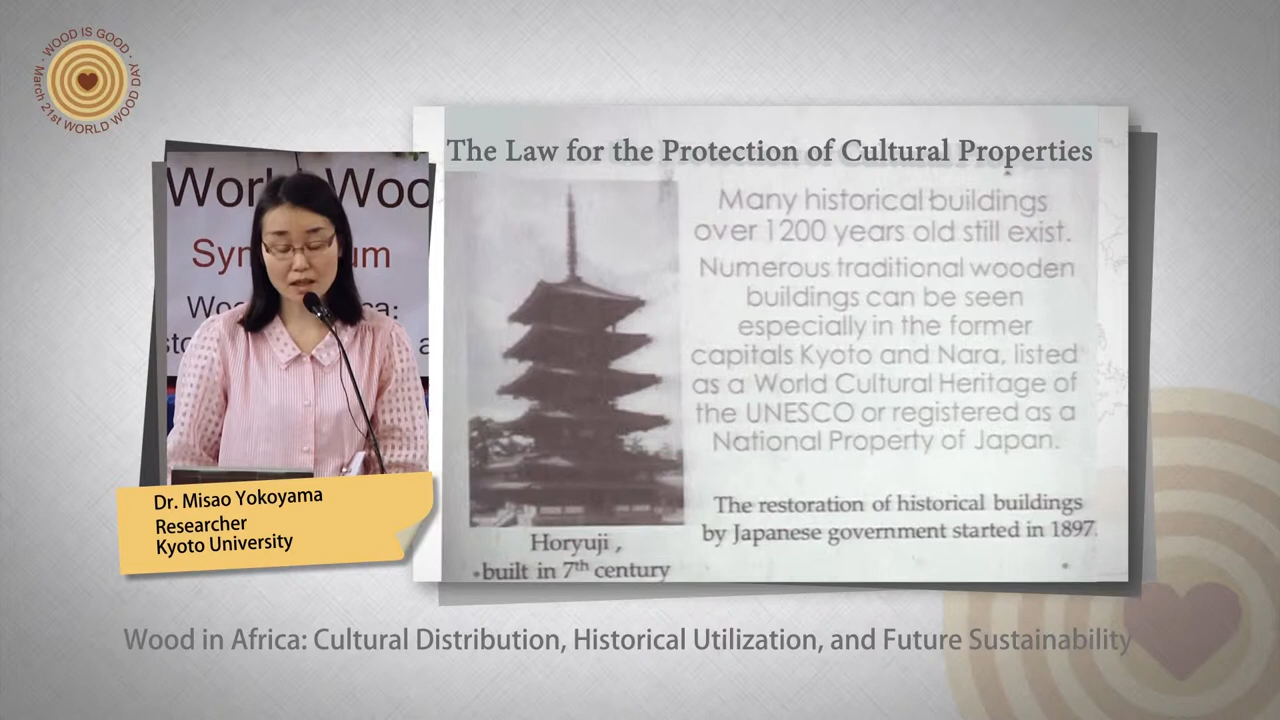 WOOD IS GOOD · March 21st WORLD WOOD DAY ·
World Woo
Sym um
The Law for the Protection of Cultural Properties
Many historical buildings
over 1200 years old still exist.
Numerous traditional wooden
buildings can be seen
especially in the former
capitals Kyoto and Nara, listed
as a World Cultural Heritage of
the UNESCO or registered as a
National Property of Japan.
The restoration of historical buildings
by Japanese government started in 1897.
Horyuji ,
•built in 7th century
Dr. Misao Yokoyama
Researcher
Kyoto University
Wood in Africa: Cultural Distribution, Historical Utilization, and Future Sustainability